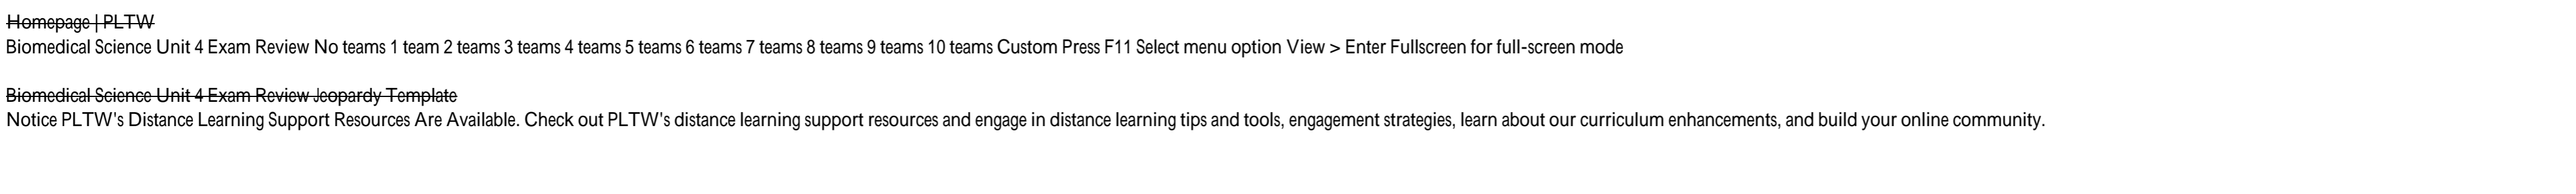 Homepage | PLTW
Biomedical Science Unit 4 Exam Review No teams 1 team 2 teams 3 teams 4 teams 5 teams 6 teams 7 teams 8 teams 9 teams 10 teams Custom Press F11 Select menu option View > Enter Fullscreen for full-screen mode
Biomedical Science Unit 4 Exam Review Jeopardy Template
Notice PLTW's Distance Learning Support Resources Are Available. Check out PLTW's distance learning support resources and engage in distance learning tips and tools, engagement strategies, learn about our curriculum enhancements, and build your online community.